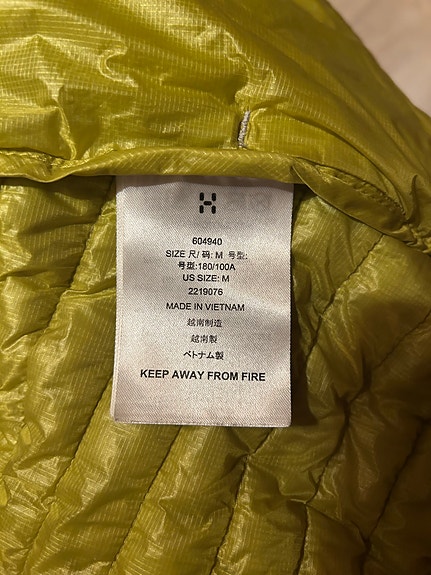 604940
SIZE 尺/ 码: M 号型:
号型:180/100A
US SIZE: M
2219076
MADE IN VIETNAM
越南制造
越南製
ベトナム製
KEEP AWAY FROM FIRE